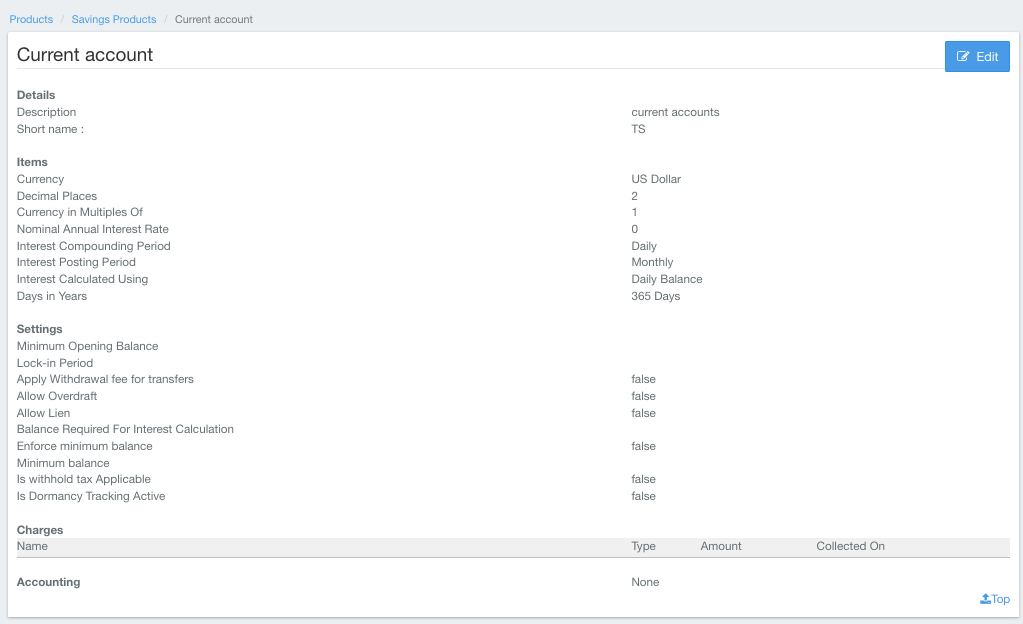 Products / Savings Products / Current account
Current account
Edit
Details
Description current accounts
Short name : TS
Items
Currency US Dollar
Decimal Places 2
Currency in Multiples Of 1
Nominal Annual Interest Rate 0
Interest Compounding Period Daily
Interest Posting Period Monthly
Interest Calculated Using Daily Balance
Days in Years 365 Days
Settings
Minimum Opening Balance
Lock-in Period
Apply Withdrawal fee for transfers false
Allow Overdraft false
Allow Lien false
Balance Required For Interest Calculation
Enforce minimum balance false
Minimum balance
Is withhold tax Applicable false
Is Dormancy Tracking Active false
Charges
Name Type Amount Collected On
Accounting None
Top